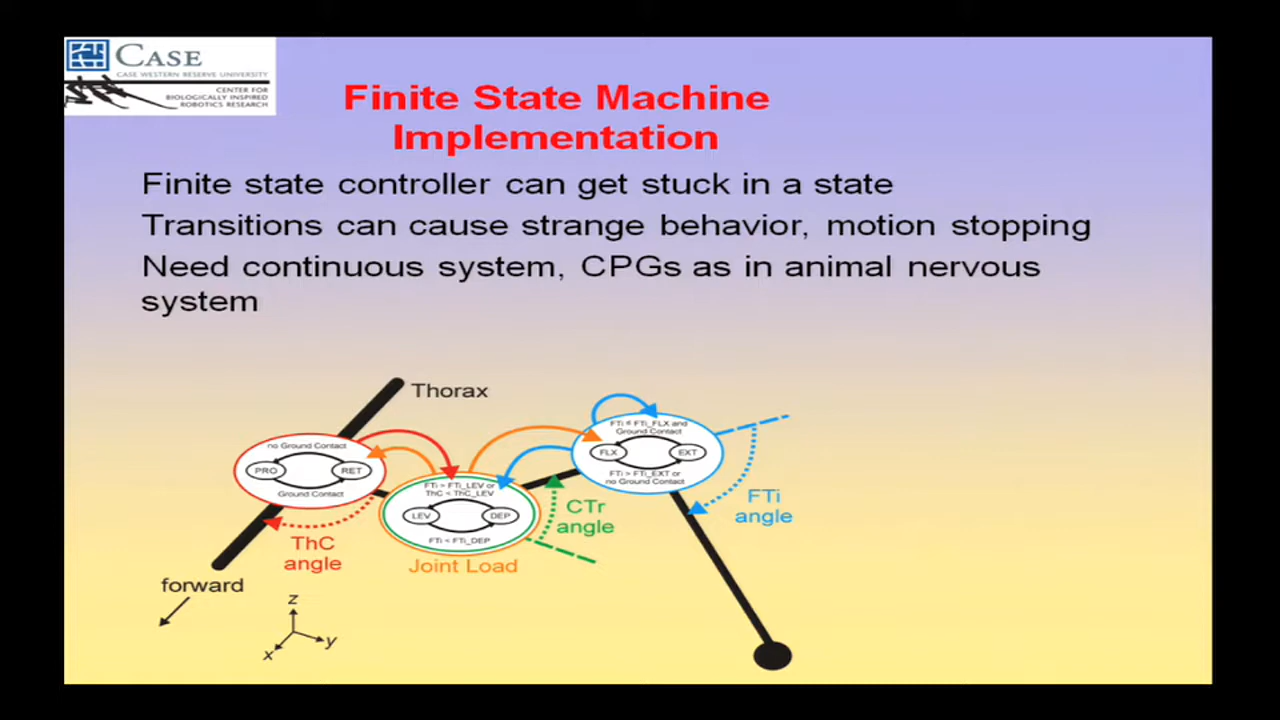 CASE
CASE WESTERN RESERVE UNIVERSITY
CENTER FOR
BIOLOGICALLY INSPIRED
ROBOTICS RESEARCH
Finite State Machine
Implementation
Finite state controller can get stuck in a state
Transitions can cause strange behavior, motion stopping
Need continuous system, CPGs as in animal nervous
system
Thorax
no Ground Contact
PRO
RET
Ground Contact
FTi > FTi_LEV or
ThC < ThC_LEV
LEV
DEP
FTi < FTi_DEP
FTi ≤ FTi_FLX and
Ground Contact
FLX
EXT
FTi > FTi_EXT or
no Ground Contact
ThC
angle
Joint Load
CTr
angle
FTi
angle
forward
z
y
x